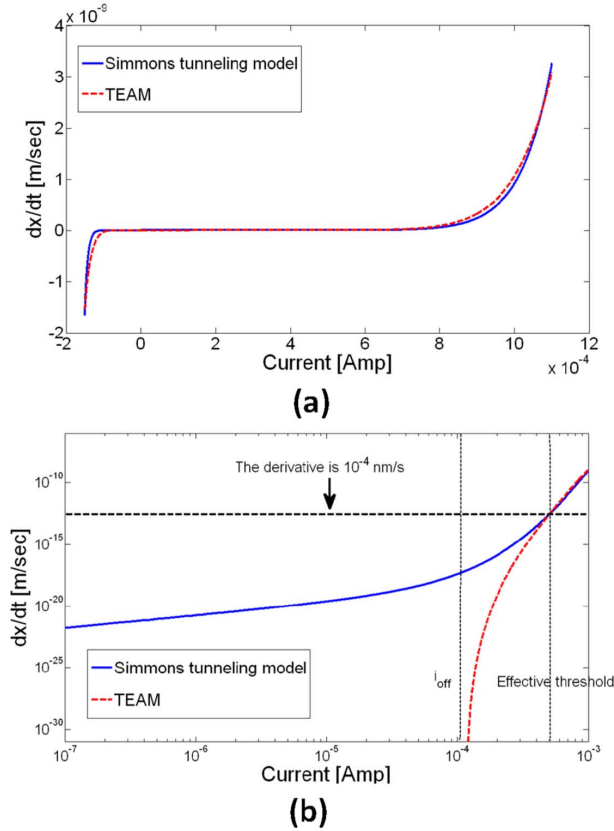 x 10⁻⁹
4
3
2
1
0
-1
-2
dx/dt [m/sec]
Simmons tunneling model
TEAM
-2 0 2 4 6 8 10 12
Current [Amp]
x 10⁻⁴
(a)
The derivative is 10⁻⁴ nm/s
10⁻¹⁰
10⁻¹⁵
10⁻²⁰
10⁻²⁵
10⁻³⁰
dx/dt [m/sec]
Simmons tunneling model
TEAM
i_off
Effective threshold
10⁻⁷ 10⁻⁶ 10⁻⁵ 10⁻⁴ 10⁻³
Current [Amp]
(b)